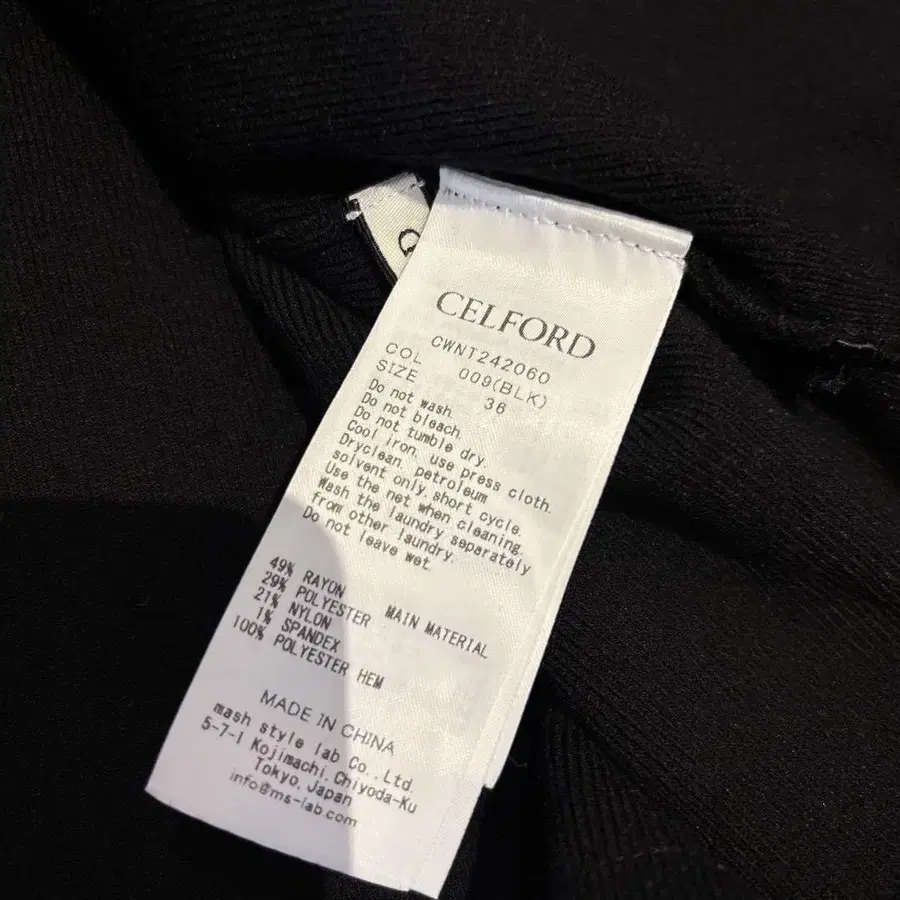 CELFORD
CWNT242060
COL 009(BLK)
SIZE 36
Do not wash.
Do not bleach.
Do not tumble dry.
Cool iron. use press cloth.
Dryclean. petroleum
solvent only. short cycle.
Use the net when cleaning.
Wash the laundry separately
from other laundry.
Do not leave wet.
49% RAYON
29% POLYESTER MAIN MATERIAL
21% NYLON
1% SPANDEX
100% POLYESTER HEM
MADE IN CHINA
mash style lab Co.,Ltd.
5-7-1 Kojimachi, Chiyoda-Ku
Tokyo, Japan
info@ms-lab.com